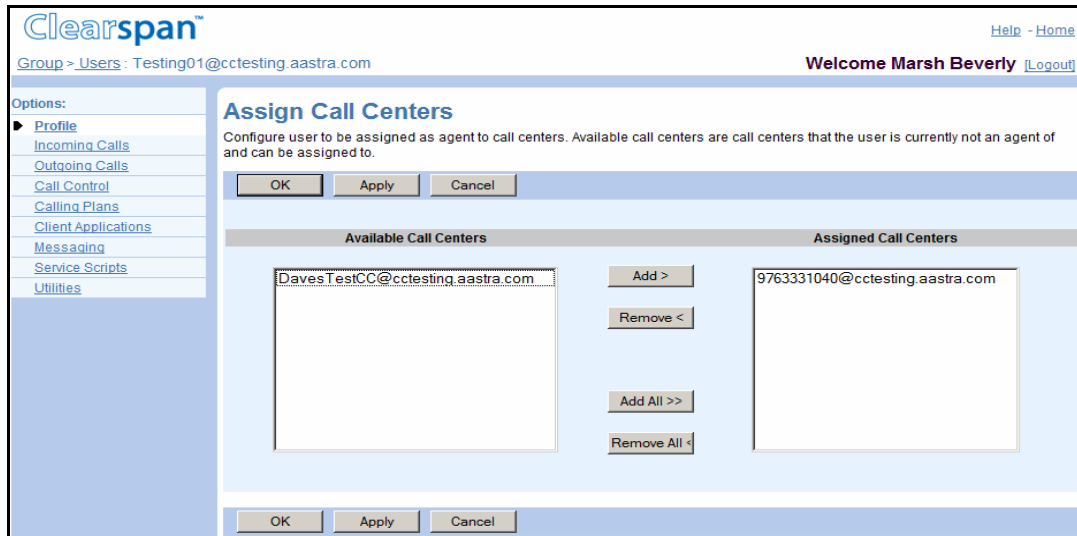 Clearspan™
Help - Home
Group > Users : Testing01@cctesting.aastra.com
Welcome Marsh Beverly [Logout]
Options:
Profile
Incoming Calls
Outgoing Calls
Call Control
Calling Plans
Client Applications
Messaging
Service Scripts
Utilities
Assign Call Centers
Configure user to be assigned as agent to call centers. Available call centers are call centers that the user is currently not an agent of
and can be assigned to.
OK Apply Cancel
Available Call Centers Assigned Call Centers
DavesTestCC@cctesting.aastra.com Add > 9763331040@cctesting.aastra.com
Remove <
Add All >>
Remove All <
OK Apply Cancel